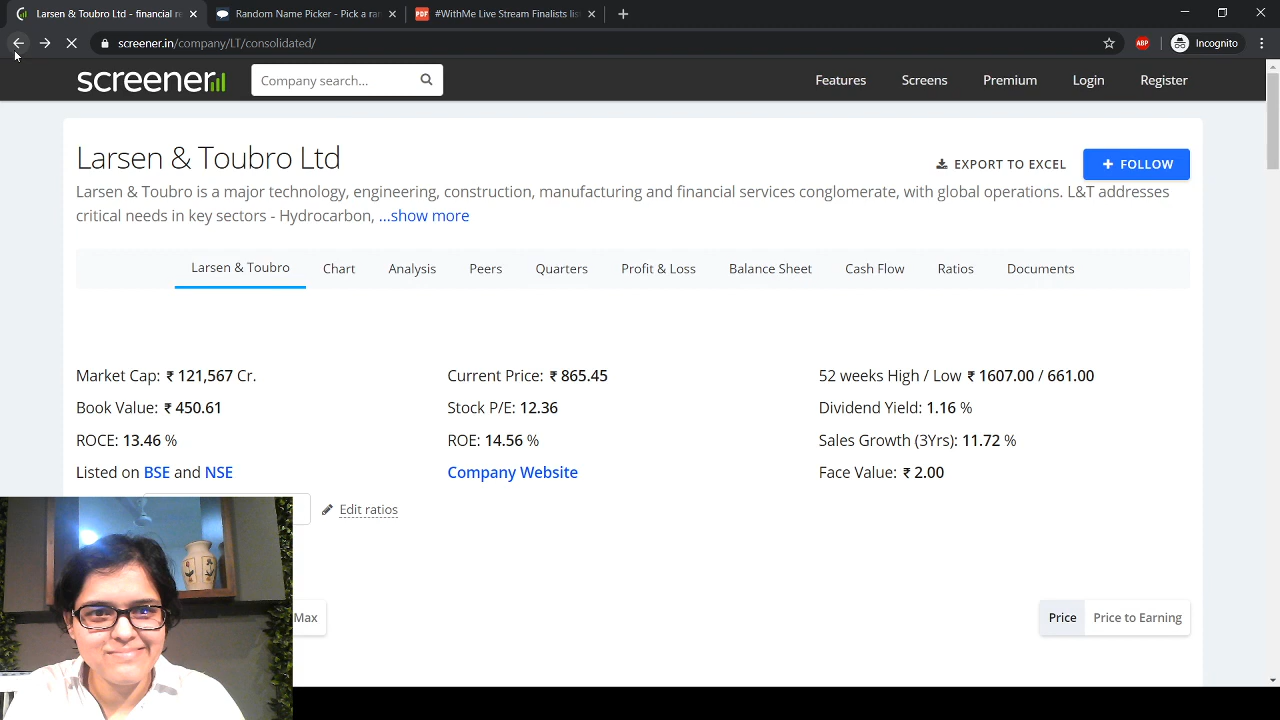 Larsen & Toubro Ltd - financial re
Random Name Picker - Pick a ran
PDF #WithMe Live Stream Finalists lis
screener.in/company/LT/consolidated/
ABP
Incognito
screener
Company search...
Features
Screens
Premium
Login
Register
Larsen & Toubro Ltd
EXPORT TO EXCEL
+ FOLLOW
Larsen & Toubro is a major technology, engineering, construction, manufacturing and financial services conglomerate, with global operations. L&T addresses
critical needs in key sectors - Hydrocarbon, ...show more
Larsen & Toubro
Chart
Analysis
Peers
Quarters
Profit & Loss
Balance Sheet
Cash Flow
Ratios
Documents
Market Cap: ₹ 121,567 Cr.
Current Price: ₹ 865.45
52 weeks High / Low ₹ 1607.00 / 661.00
Book Value: ₹ 450.61
Stock P/E: 12.36
Dividend Yield: 1.16 %
ROCE: 13.46 %
ROE: 14.56 %
Sales Growth (3Yrs): 11.72 %
Listed on BSE and NSE
Company Website
Face Value: ₹ 2.00
Edit ratios
Max
Price
Price to Earning